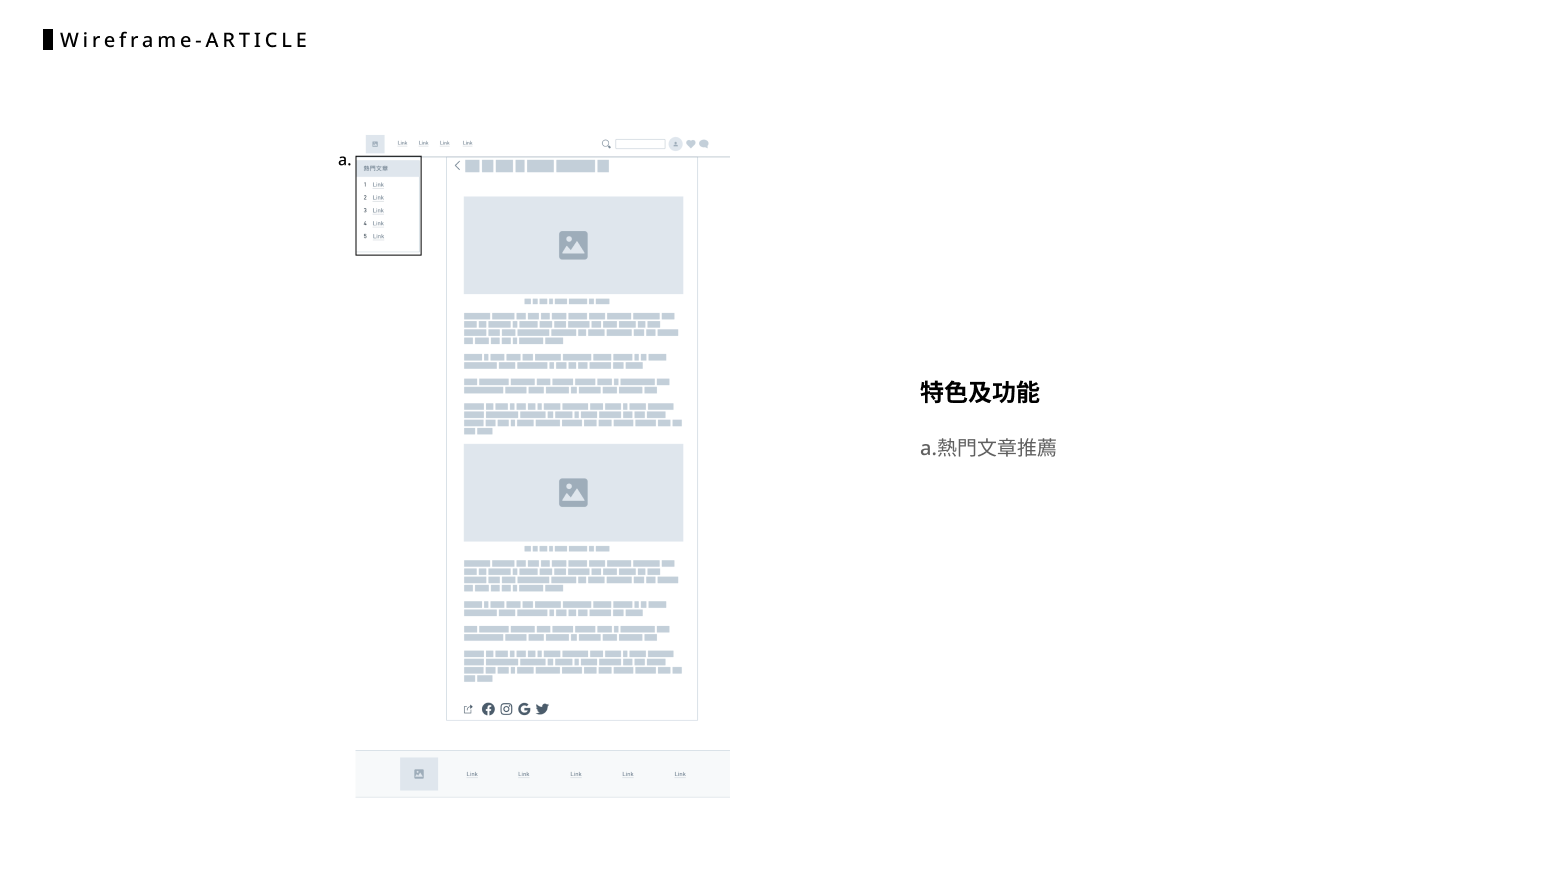 Wireframe-ARTICLE
Link Link Link Link
a.
熱門文章
1 Link
2 Link
3 Link
4 Link
5 Link
特色及功能
a.熱門文章推薦
Link Link Link Link Link